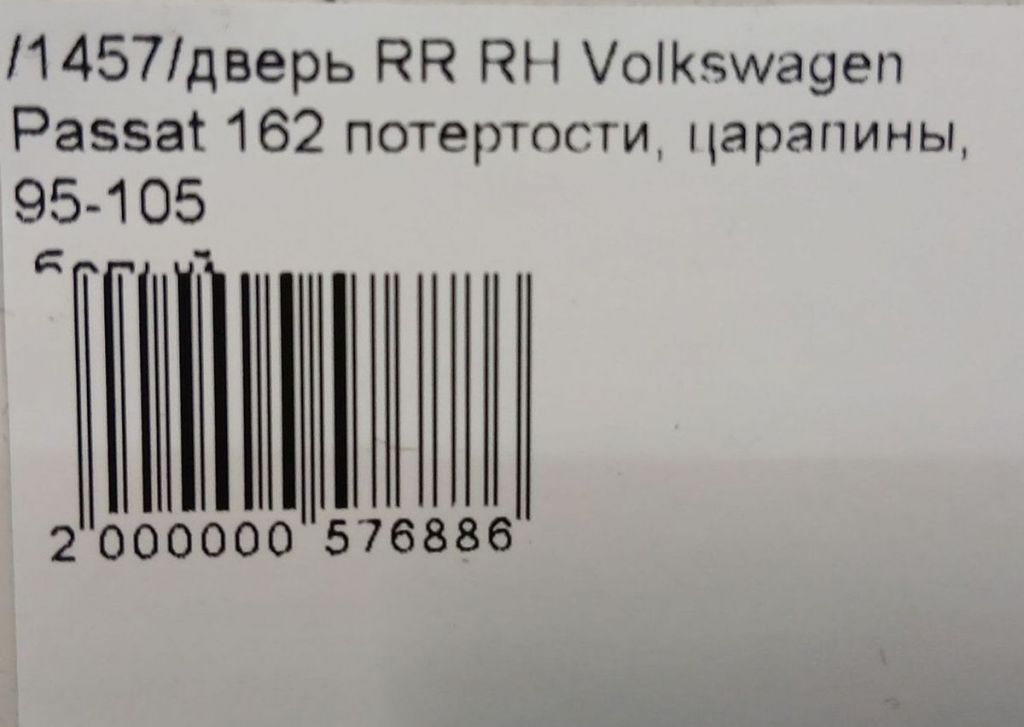 /1457/дверь RR RH Volkswagen
Passat 162 потертости, царапины,
95-105
2 000000 576886